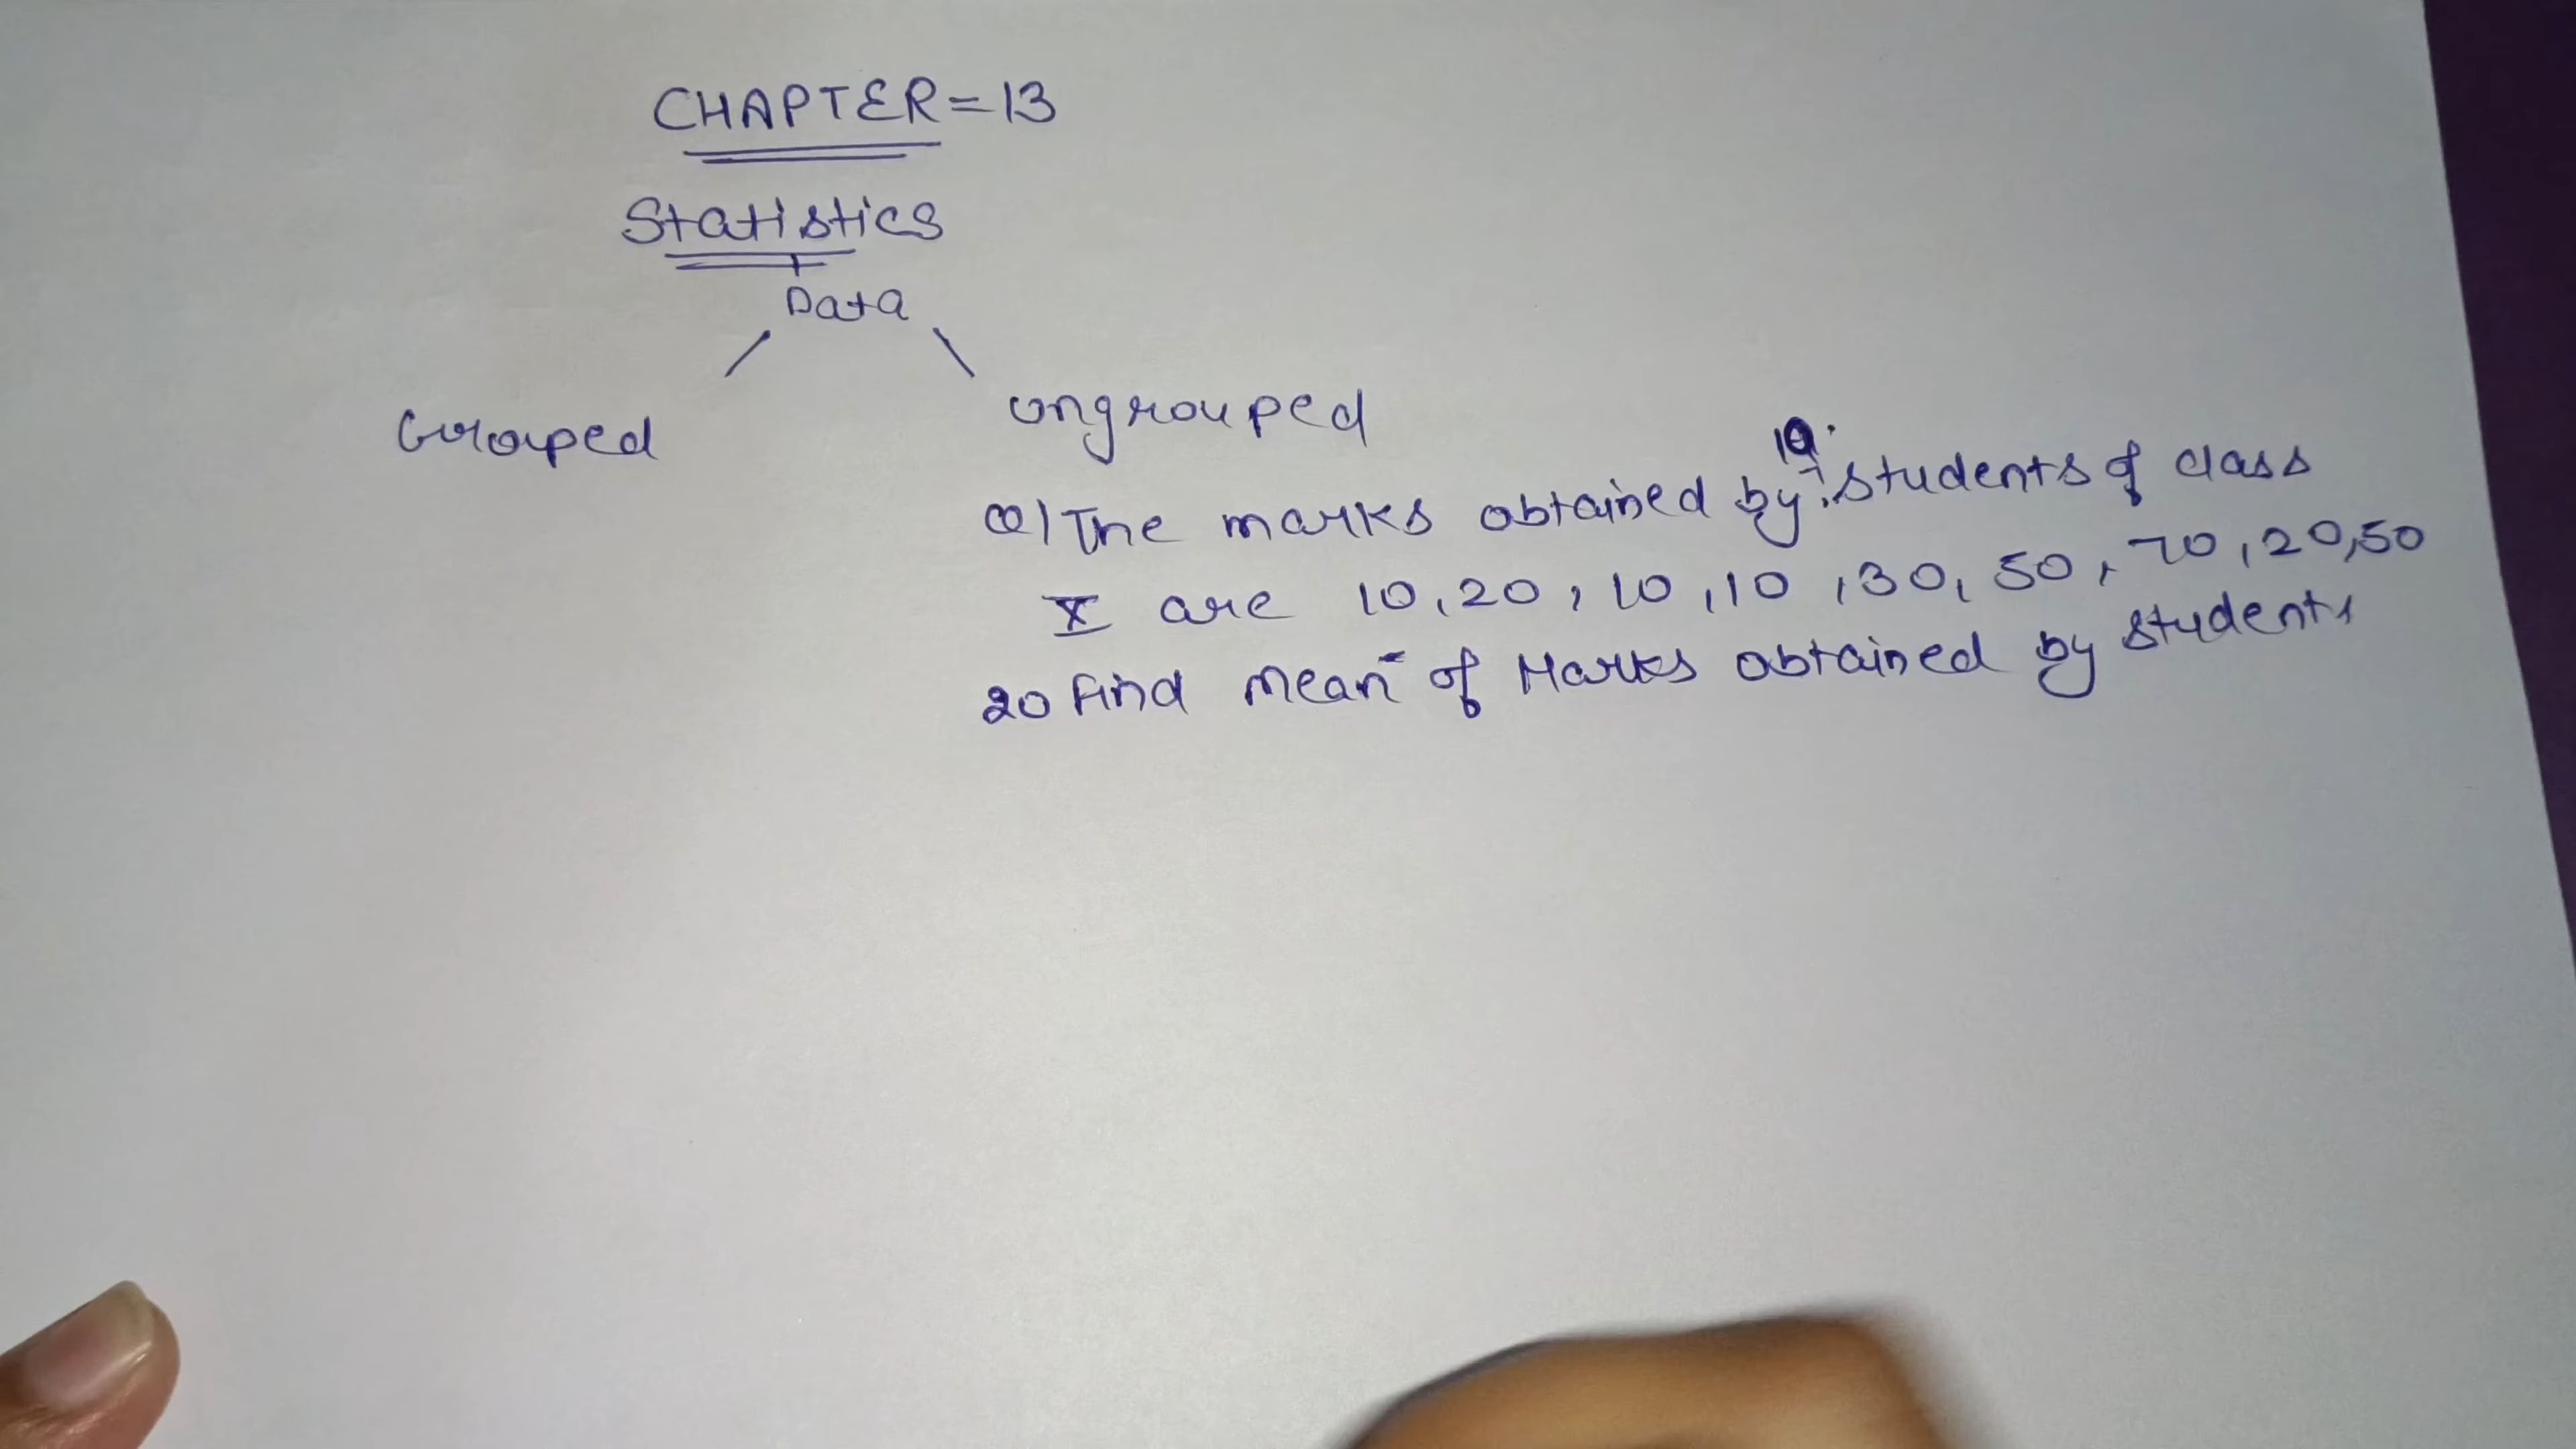 CHAPTER = 13
Statistics
Data
Grouped
ungrouped
10
Q) The marks obtained by students of class
X are 10, 20, 10, 10, 30, 50, 70, 20, 50
20 Find mean of Marks obtained by students